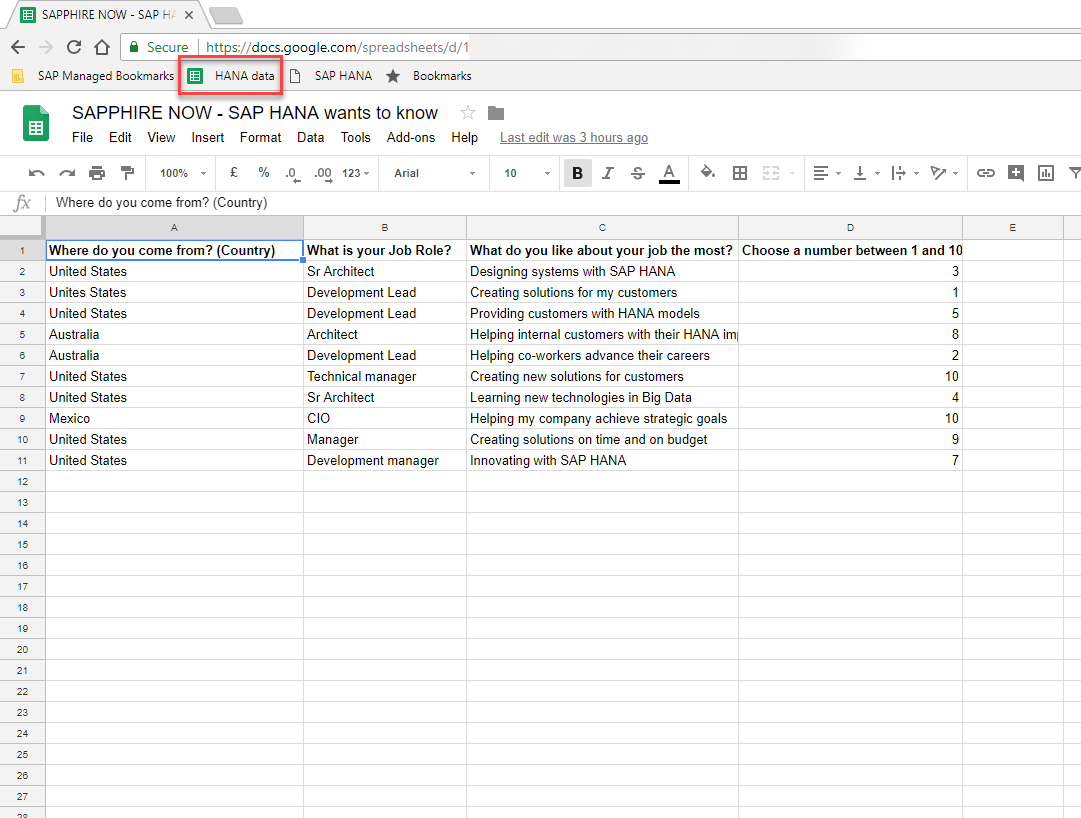 SAPPHIRE NOW - SAP HA
Secure https://docs.google.com/spreadsheets/d/1
SAP Managed Bookmarks HANA data SAP HANA Bookmarks
SAPPHIRE NOW - SAP HANA wants to know
File Edit View Insert Format Data Tools Add-ons Help Last edit was 3 hours ago
100% £ % .0 .00 123 Arial 10 B I S A
fx Where do you come from? (Country)
A B C D E
1 Where do you come from? (Country) What is your Job Role? What do you like about your job the most? Choose a number between 1 and 10
2 United States Sr Architect Designing systems with SAP HANA 3
3 Unites States Development Lead Creating solutions for my customers 1
4 United States Development Lead Providing customers with HANA models 5
5 Australia Architect Helping internal customers with their HANA im 8
6 Australia Development Lead Helping co-workers advance their careers 2
7 United States Technical manager Creating new solutions for customers 10
8 United States Sr Architect Learning new technologies in Big Data 4
9 Mexico CIO Helping my company achieve strategic goals 10
10 United States Manager Creating solutions on time and on budget 9
11 United States Development manager Innovating with SAP HANA 7
12
13
14
15
16
17
18
19
20
21
22
23
24
25
26
27
28